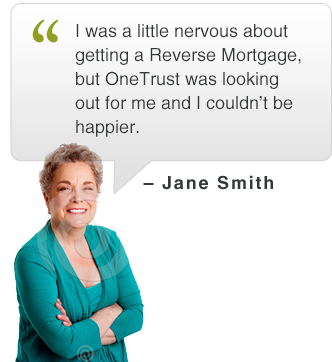 “ I was a little nervous about
getting a Reverse Mortgage,
but OneTrust was looking
out for me and I couldn’t be
happier.
– Jane Smith